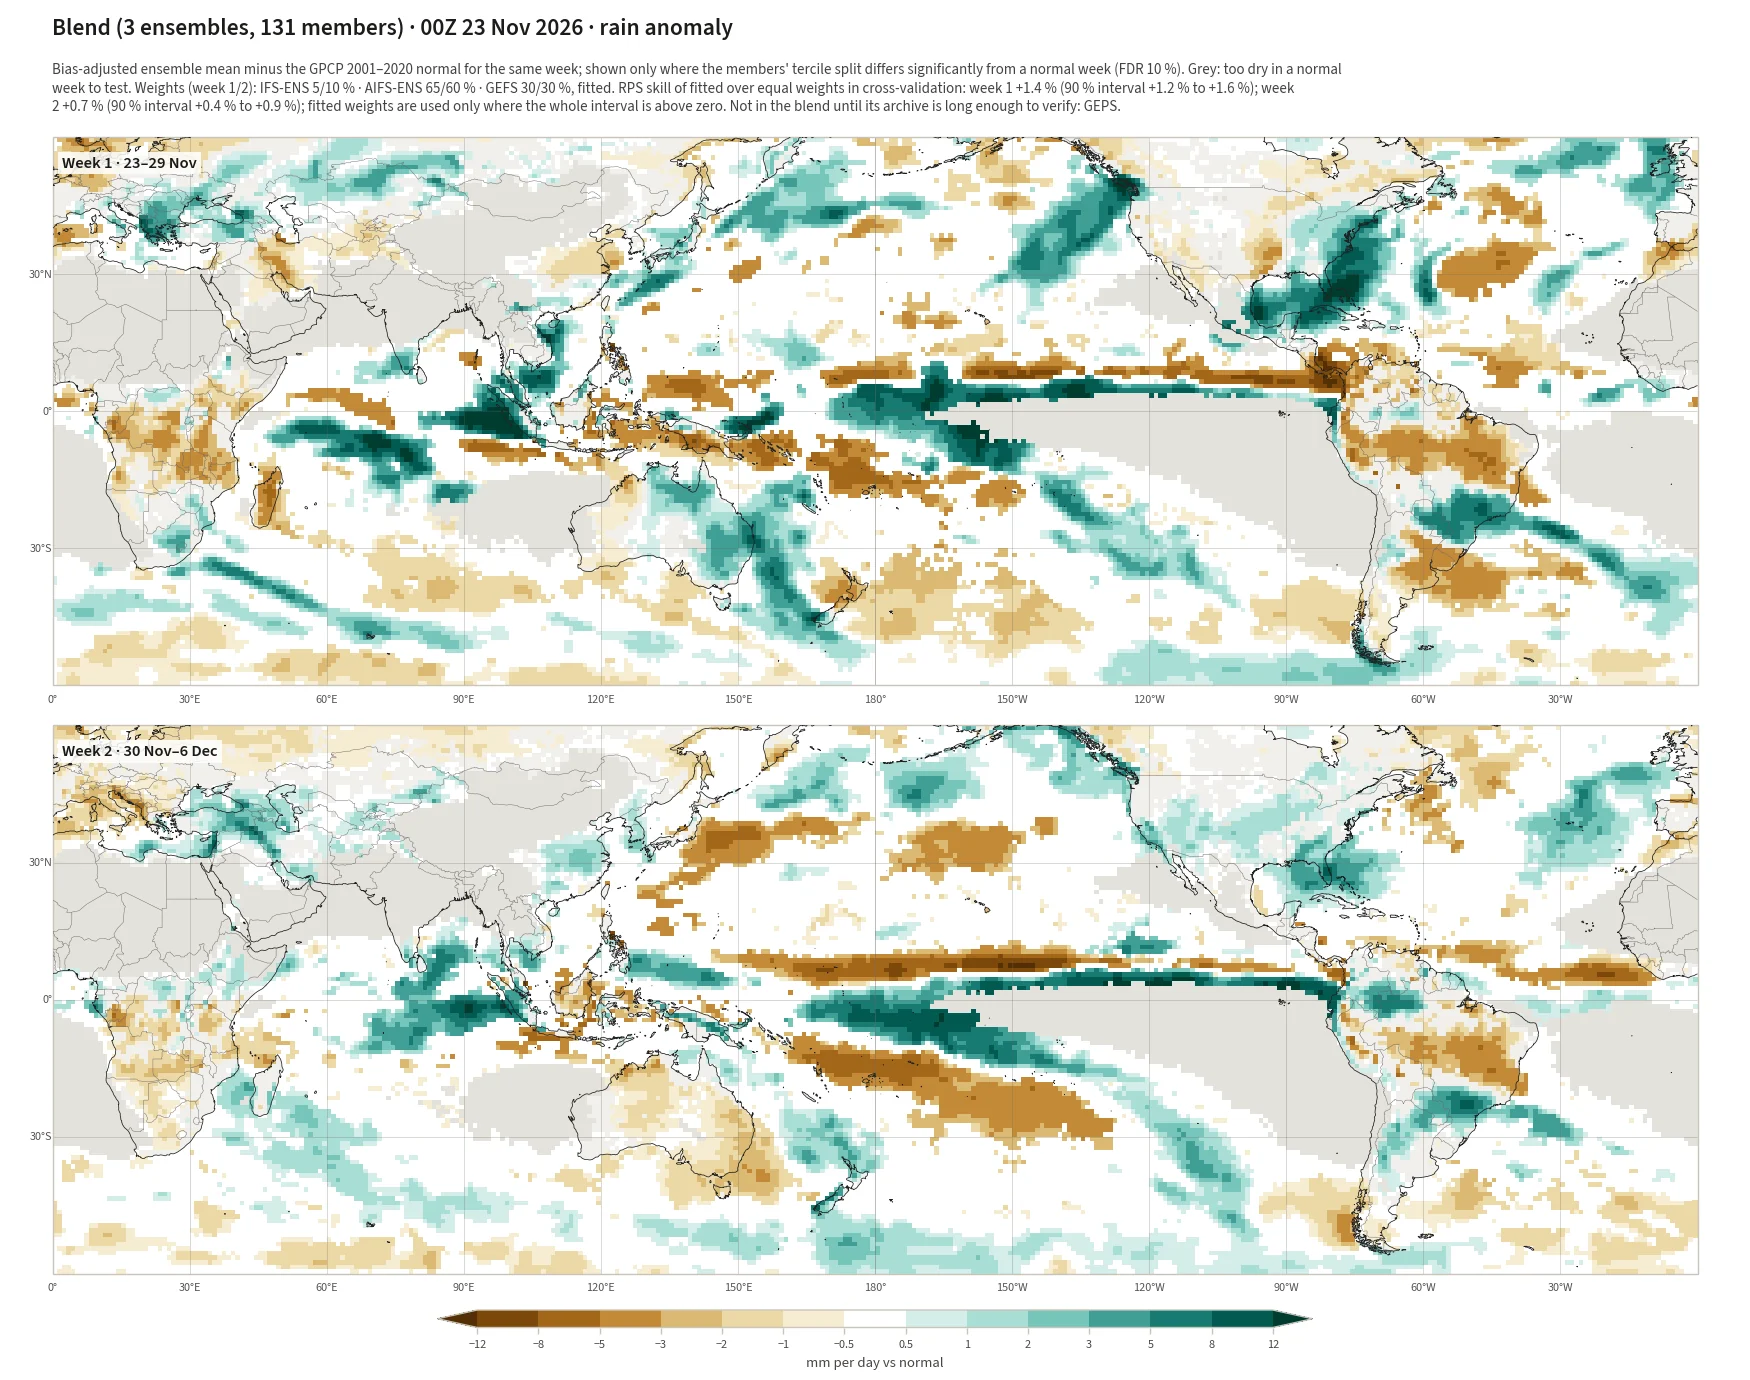 Blend (3 ensembles, 131 members) · 00Z 23 Nov 2026 · rain anomaly
Bias-adjusted ensemble mean minus the GPCP 2001–2020 normal for the same week; shown only where the members' tercile split differs significantly from a normal week (FDR 10 %). Grey: too dry in a normal
week to test. Weights (week 1/2): IFS-ENS 5/10 % · AIFS-ENS 65/60 % · GEFS 30/30 %, fitted. RPS skill of fitted over equal weights in cross-validation: week 1 +1.4 % (90 % interval +1.2 % to +1.6 %); week
2 +0.7 % (90 % interval +0.4 % to +0.9 %); fitted weights are used only where the whole interval is above zero. Not in the blend until its archive is long enough to verify: GEPS.
Week 1 · 23–29 Nov
30°N
0°
30°S
0° 30°E 60°E 90°E 120°E 150°E 180° 150°W 120°W 90°W 60°W 30°W
Week 2 · 30 Nov–6 Dec
30°N
0°
30°S
0° 30°E 60°E 90°E 120°E 150°E 180° 150°W 120°W 90°W 60°W 30°W
−12 −8 −5 −3 −2 −1 −0.5 0.5 1 2 3 5 8 12
mm per day vs normal